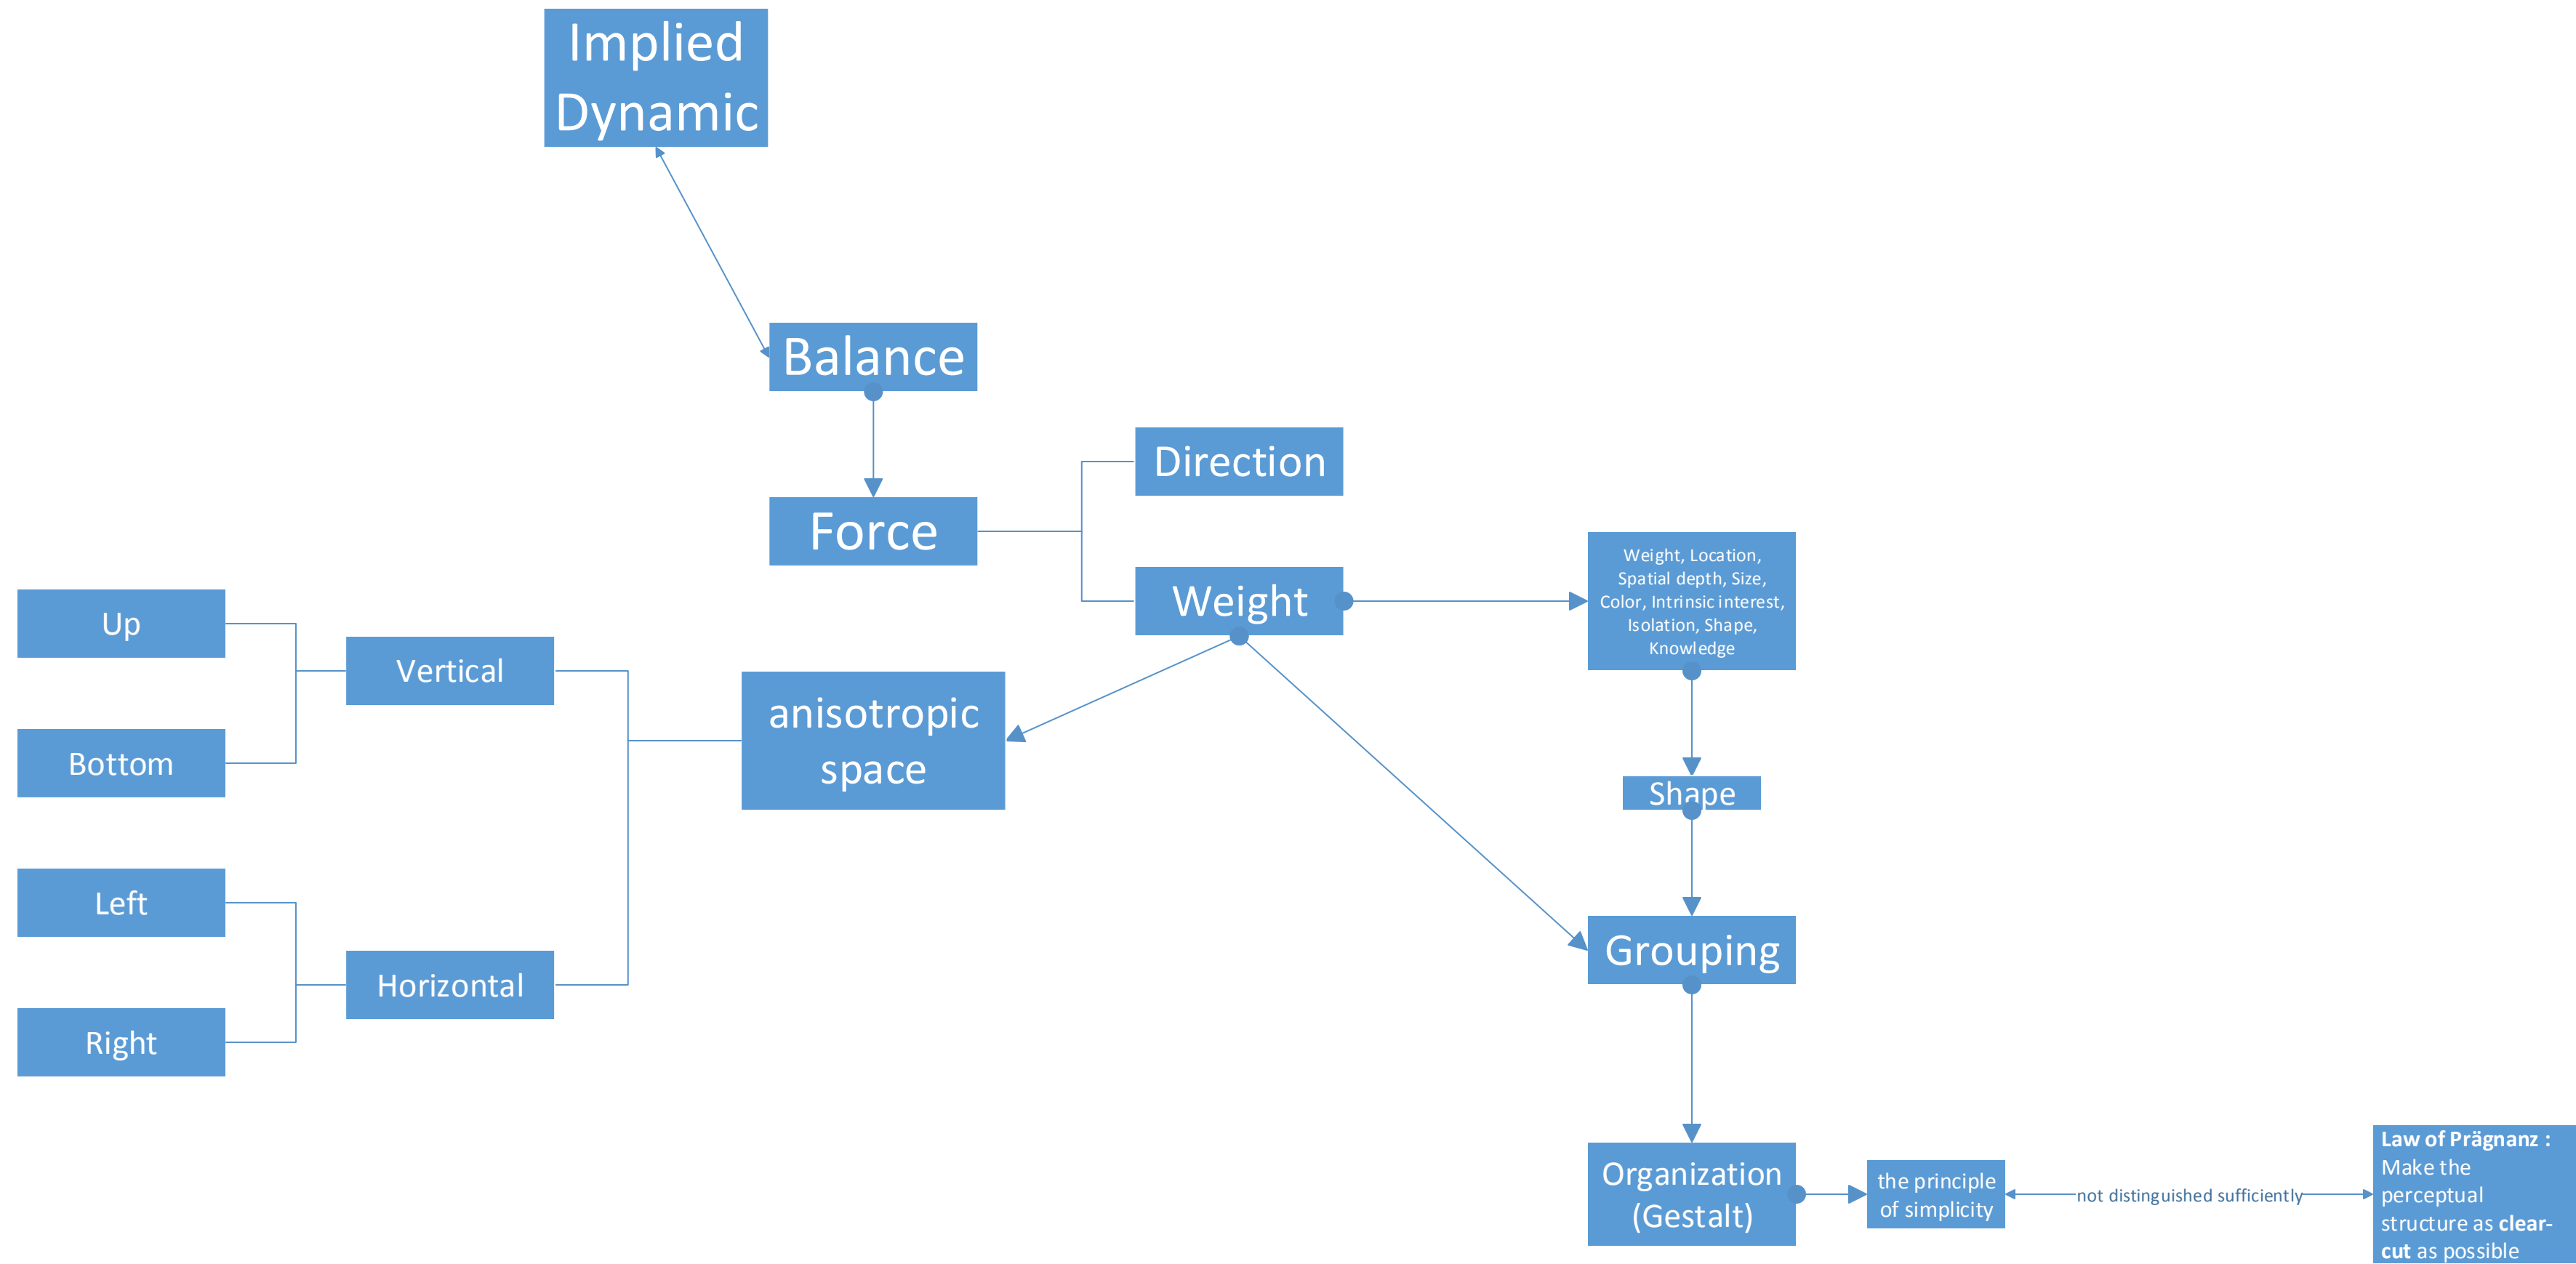 Implied
Dynamic
Balance
Direction
Force
Weight
Weight, Location,
Spatial depth, Size,
Color, Intrinsic interest,
Isolation, Shape,
Knowledge
Up
Vertical
Bottom
anisotropic
space
Shape
Left
Horizontal
Right
Grouping
Organization
(Gestalt)
the principle
of simplicity
not distinguished sufficiently
Law of Prägnanz :
Make the
perceptual
structure as clear-
cut as possible